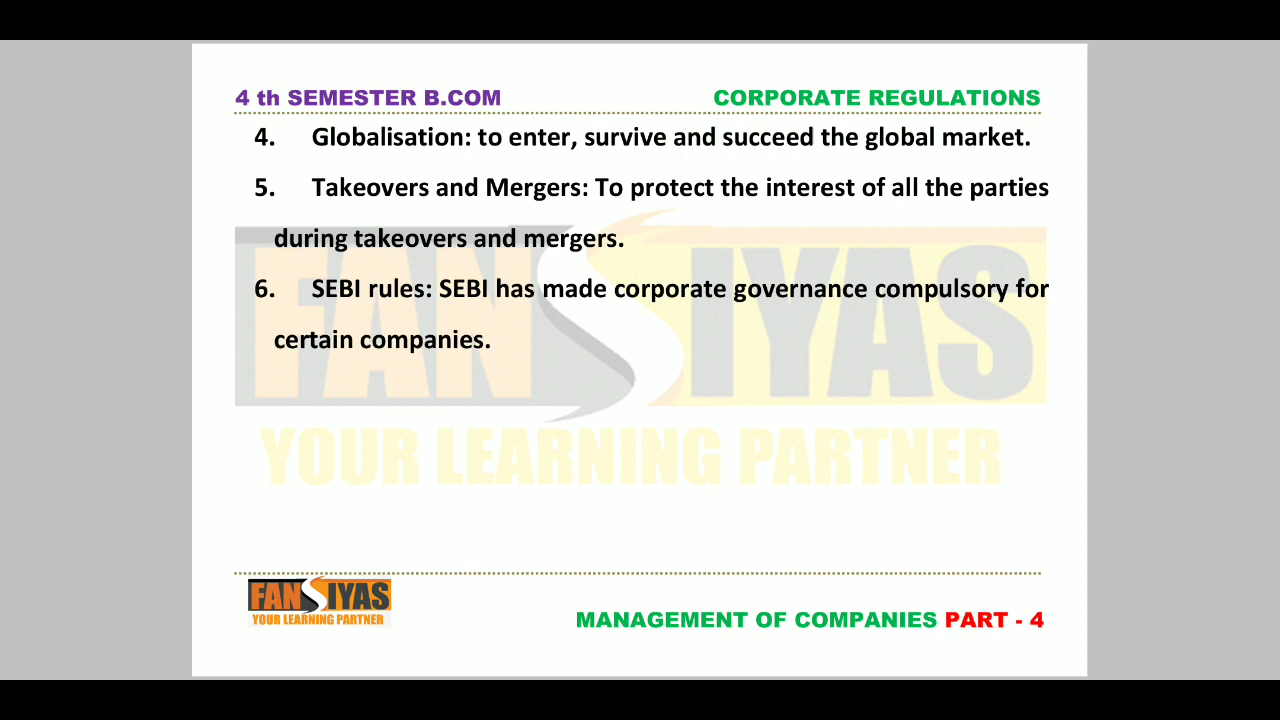 4 th SEMESTER B.COM CORPORATE REGULATIONS
4. Globalisation: to enter, survive and succeed the global market.
5. Takeovers and Mergers: To protect the interest of all the parties
during takeovers and mergers.
6. SEBI rules: SEBI has made corporate governance compulsory for
certain companies.
FANSIYAS
YOUR LEARNING PARTNER
FANSIYAS
YOUR LEARNING PARTNER
MANAGEMENT OF COMPANIES PART - 4